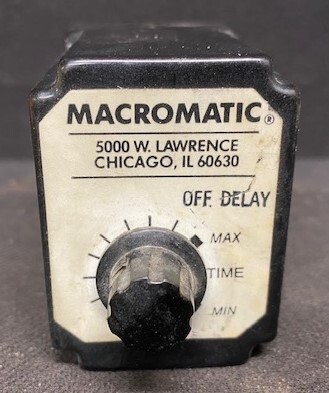 MACROMATIC®
5000 W. LAWRENCE
CHICAGO, IL 60630
OFF DELAY
MAX
TIME
MIN